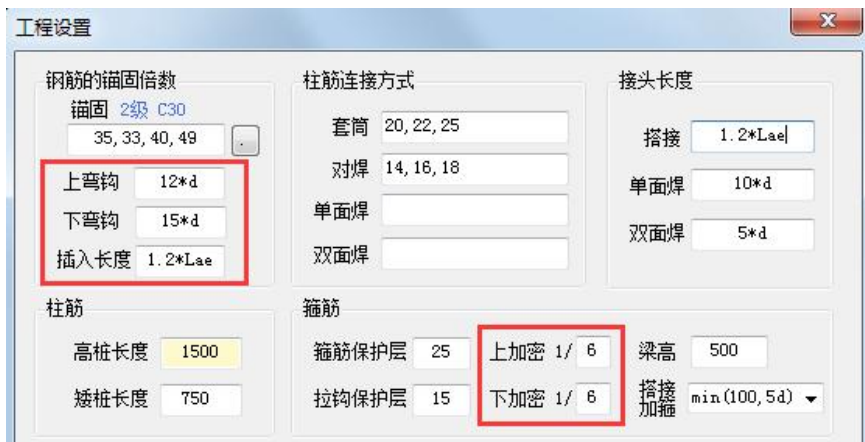 工程设置
钢筋的锚固倍数
锚固 2级 C30
35, 33, 40, 49 .
上弯钩 12*d
下弯钩 15*d
插入长度 1.2*Lae
柱筋连接方式
套筒 20, 22, 25
对焊 14, 16, 18
单面焊
双面焊
接头长度
搭接 1.2*Lae
单面焊 10*d
双面焊 5*d
柱筋
高桩长度 1500
矮桩长度 750
箍筋
箍筋保护层 25 上加密 1/ 6 梁高 500
拉钩保护层 15 下加密 1/ 6 搭接加箍 min(100, 5d)